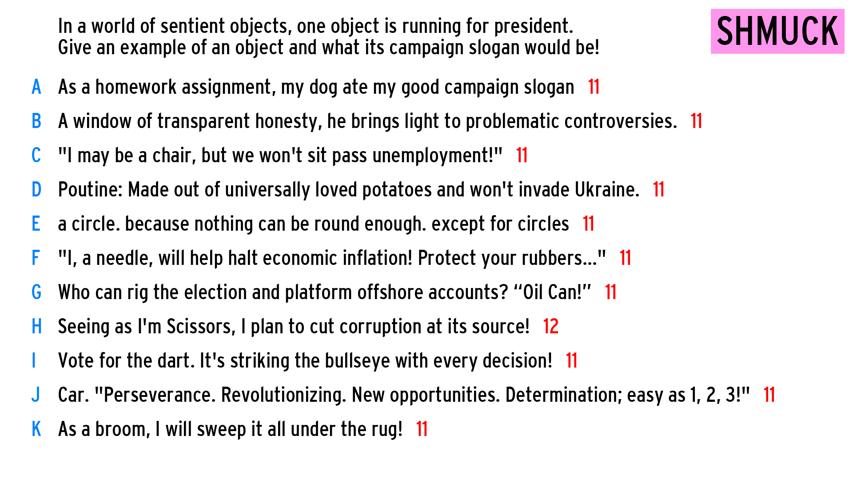 In a world of sentient objects, one object is running for president.
Give an example of an object and what its campaign slogan would be!
SHMUCK
A As a homework assignment, my dog ate my good campaign slogan 11
B A window of transparent honesty, he brings light to problematic controversies. 11
C "I may be a chair, but we won't sit pass unemployment!" 11
D Poutine: Made out of universally loved potatoes and won't invade Ukraine. 11
E a circle. because nothing can be round enough. except for circles 11
F "I, a needle, will help halt economic inflation! Protect your rubbers..." 11
G Who can rig the election and platform offshore accounts? “Oil Can!” 11
H Seeing as I'm Scissors, I plan to cut corruption at its source! 12
I Vote for the dart. It's striking the bullseye with every decision! 11
J Car. "Perseverance. Revolutionizing. New opportunities. Determination; easy as 1, 2, 3!" 11
K As a broom, I will sweep it all under the rug! 11